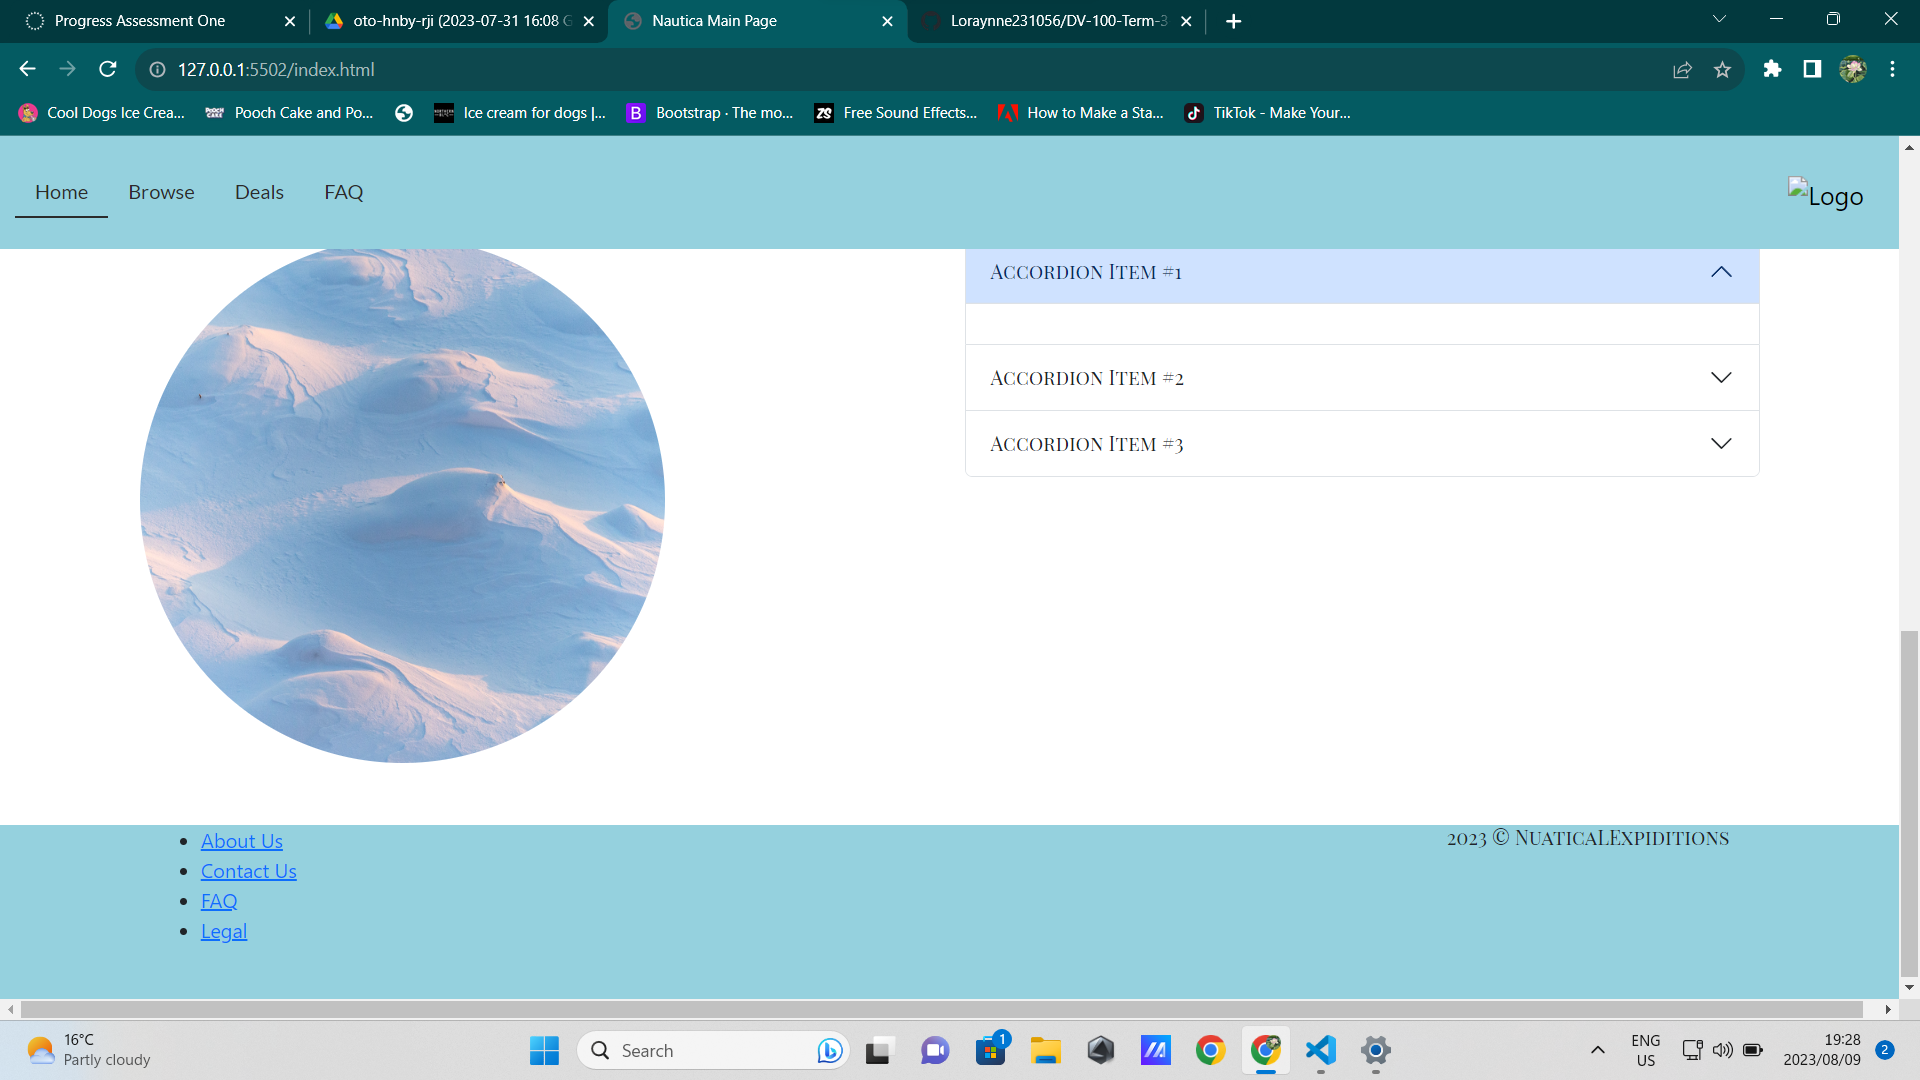 Progress Assessment One
oto-hnby-rji (2023-07-31 16:08 G
Nautica Main Page
Loraynne231056/DV-100-Term-3
127.0.0.1:5502/index.html
Cool Dogs Ice Crea...
Pooch Cake and Po...
Ice cream for dogs |...
Bootstrap · The mo...
Free Sound Effects...
How to Make a Sta...
TikTok - Make Your...
Home
Browse
Deals
FAQ
Logo
Accordion Item #1
Accordion Item #2
Accordion Item #3
About Us
Contact Us
FAQ
Legal
2023 © NuaticaLExpiditions
16°C
Partly cloudy
Search
1
ENG
US
19:28
2023/08/09
2